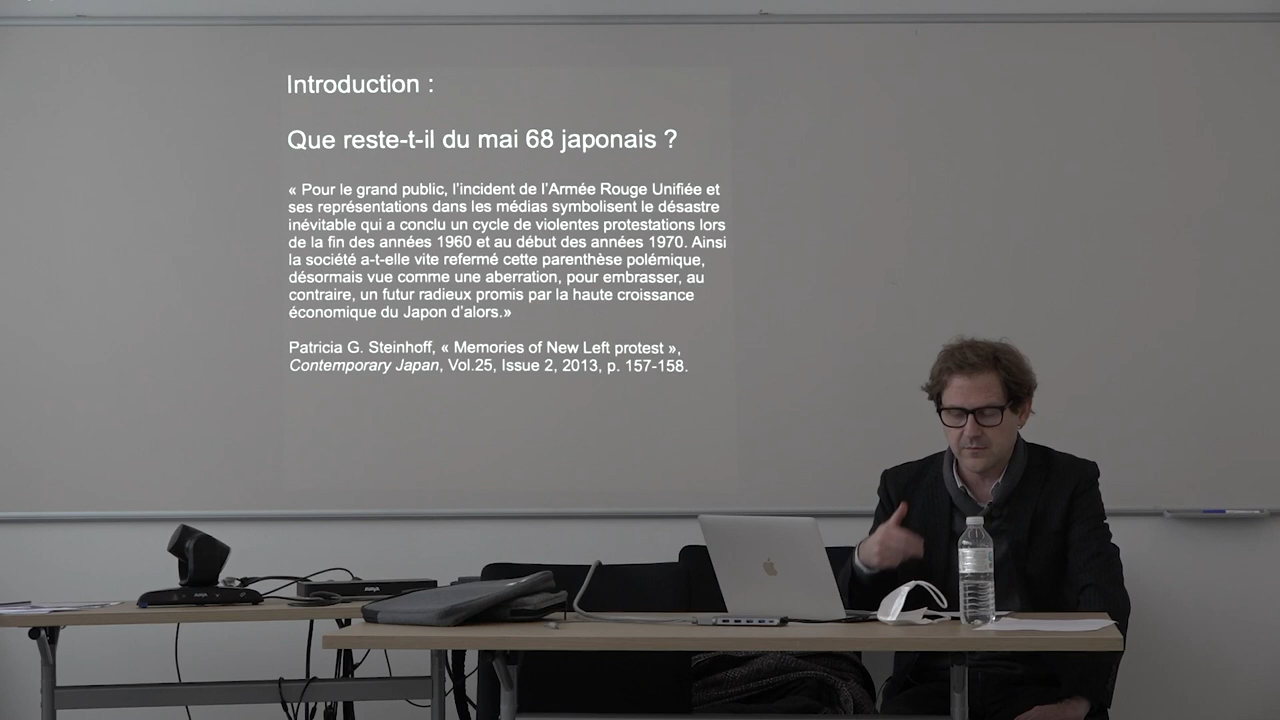 Introduction :
Que reste-t-il du mai 68 japonais ?
« Pour le grand public, l'incident de l'Armée Rouge Unifiée et
ses représentations dans les médias symbolisent le désastre
inévitable qui a conclu un cycle de violentes protestations lors
de la fin des années 1960 et au début des années 1970. Ainsi
la société a-t-elle vite refermé cette parenthèse polémique,
désormais vue comme une aberration, pour embrasser, au
contraire, un futur radieux promis par la haute croissance
économique du Japon d'alors.»
Patricia G. Steinhoff, « Memories of New Left protest »,
Contemporary Japan, Vol.25, Issue 2, 2013, p. 157-158.
AVAYA
AVAYA